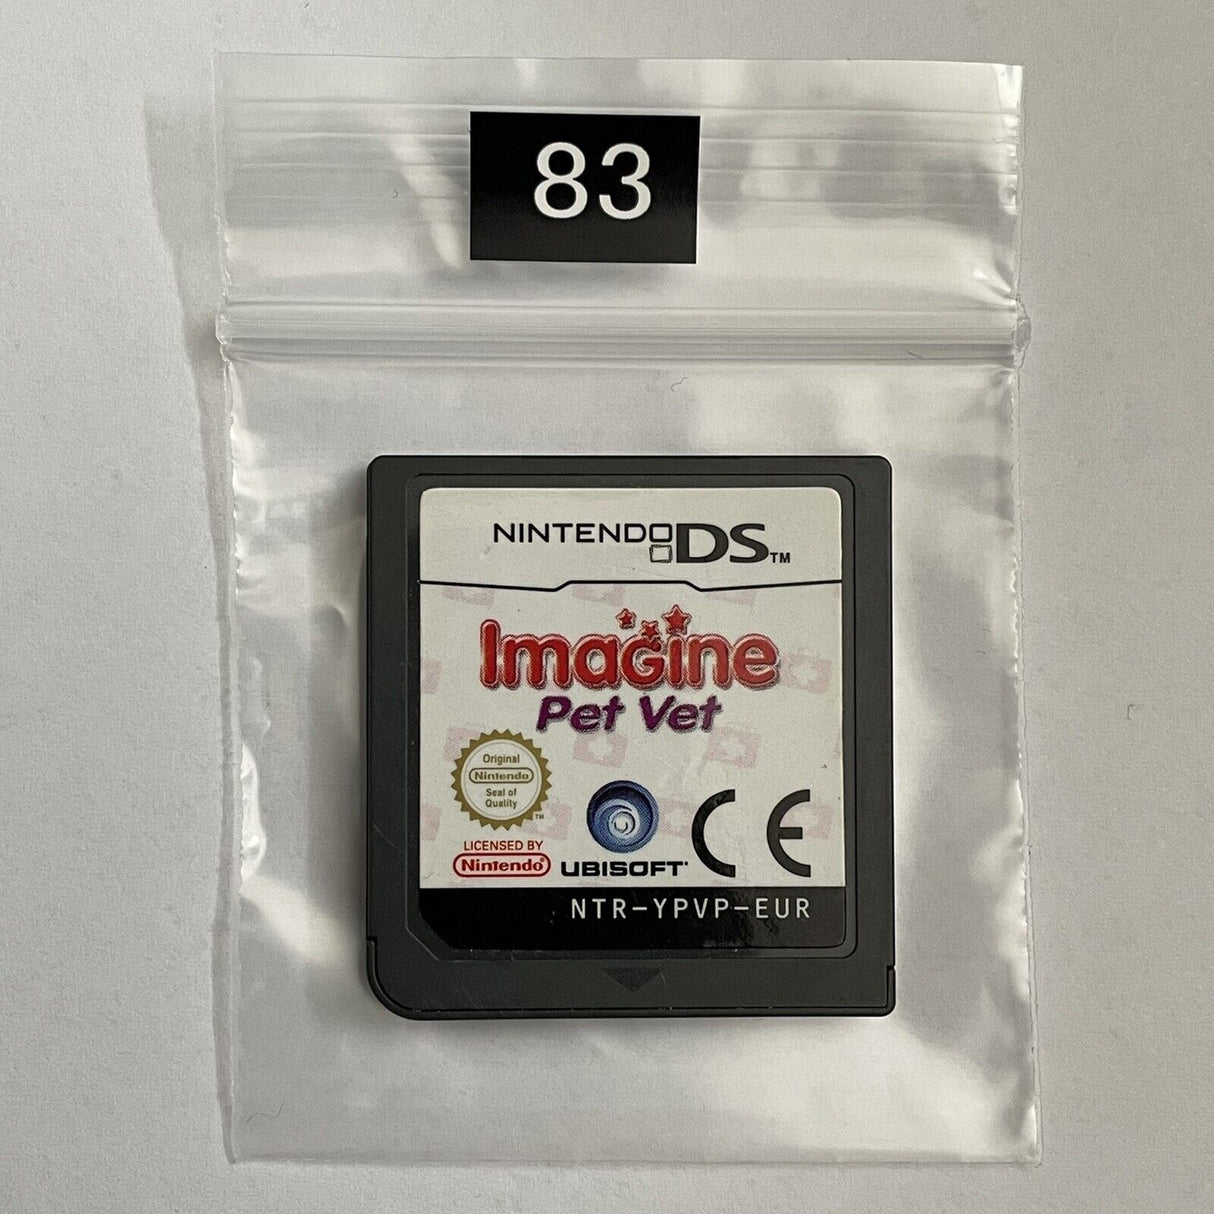 83
NINTENDO DS™
Imagine
Pet Vet
Original
Nintendo
Seal of
Quality
TM
LICENSED BY
Nintendo®
UBISOFT
CE
NTR-YPVP-EUR